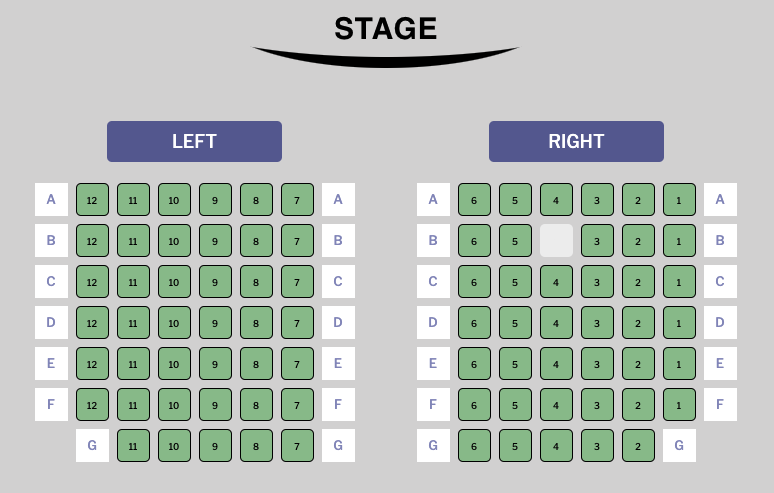 STAGE
LEFT RIGHT
A 12 11 10 9 8 7 A A 6 5 4 3 2 1 A
B 12 11 10 9 8 7 B B 6 5 3 2 1 B
C 12 11 10 9 8 7 C C 6 5 4 3 2 1 C
D 12 11 10 9 8 7 D D 6 5 4 3 2 1 D
E 12 11 10 9 8 7 E E 6 5 4 3 2 1 E
F 12 11 10 9 8 7 F F 6 5 4 3 2 1 F
G 11 10 9 8 7 G G 6 5 4 3 2 G